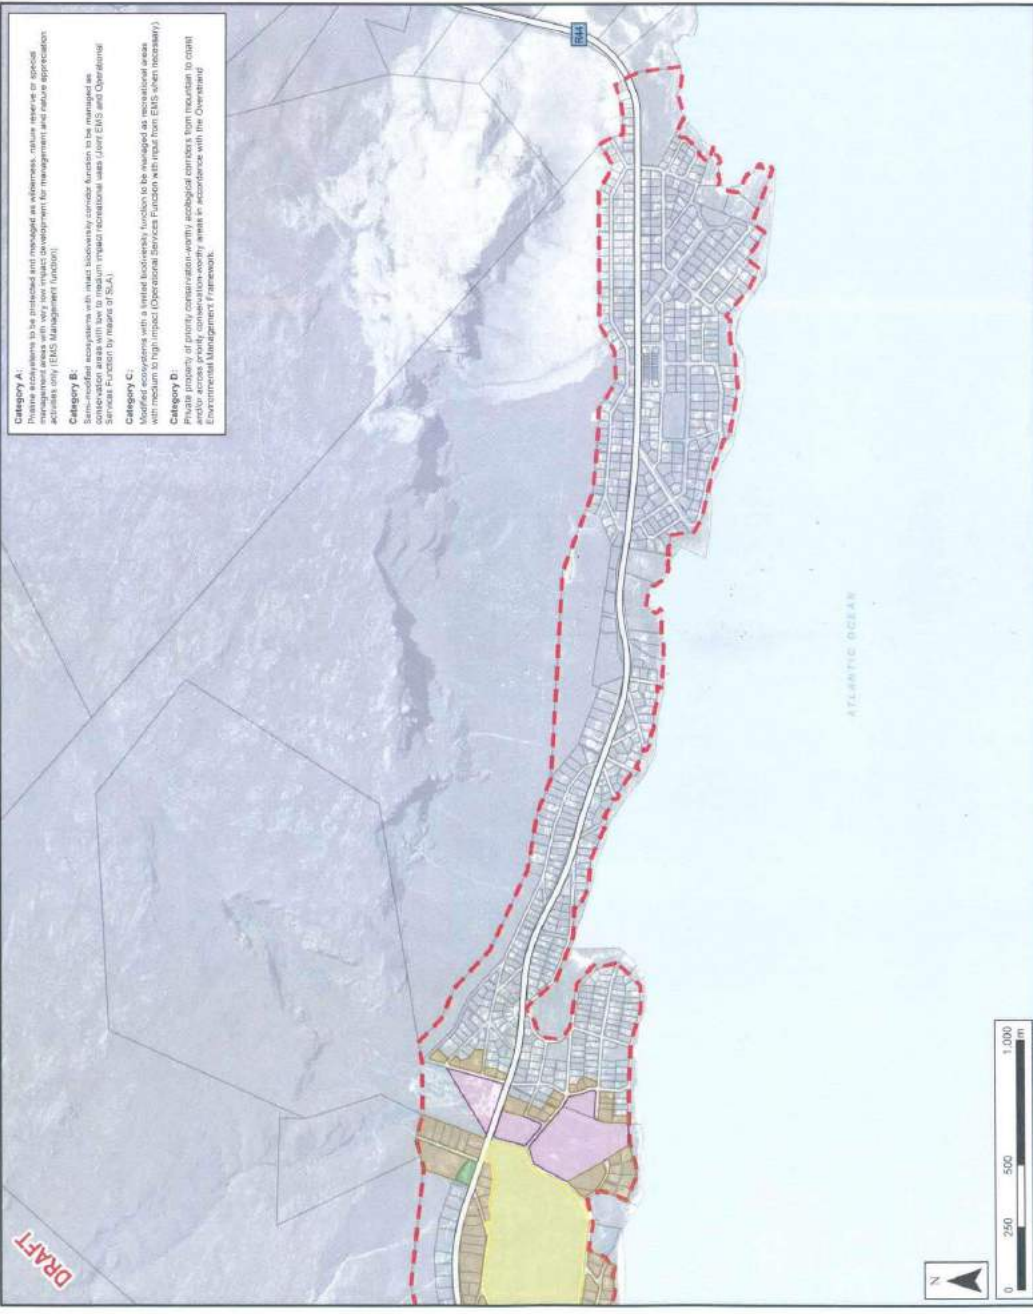 DRAFT
Category A:
Pristine ecosystems to be protected and managed as wilderness, nature reserve or special
management areas with very low impact development for management and nature appreciation
activities only (EMS Management function).
Category B:
Semi-modified ecosystems with intact biodiversity corridor function to be managed as
conservation areas with low to medium impact recreational uses (Joint EMS and Operational
Services Function by means of SLA).
Category C:
Modified ecosystems with a limited biodiversity function to be managed as recreational areas
with medium to high impact (Operational Services Function with input from EMS when necessary)
Category D:
Private property of priority conservation-worthy ecological corridors from mountain to coast
and/or across priority conservation-worthy areas in accordance with the Overstrand
Environmental Management Framework.
R44
ATLANTIC OCEAN
N
0 250 500 1,000
m